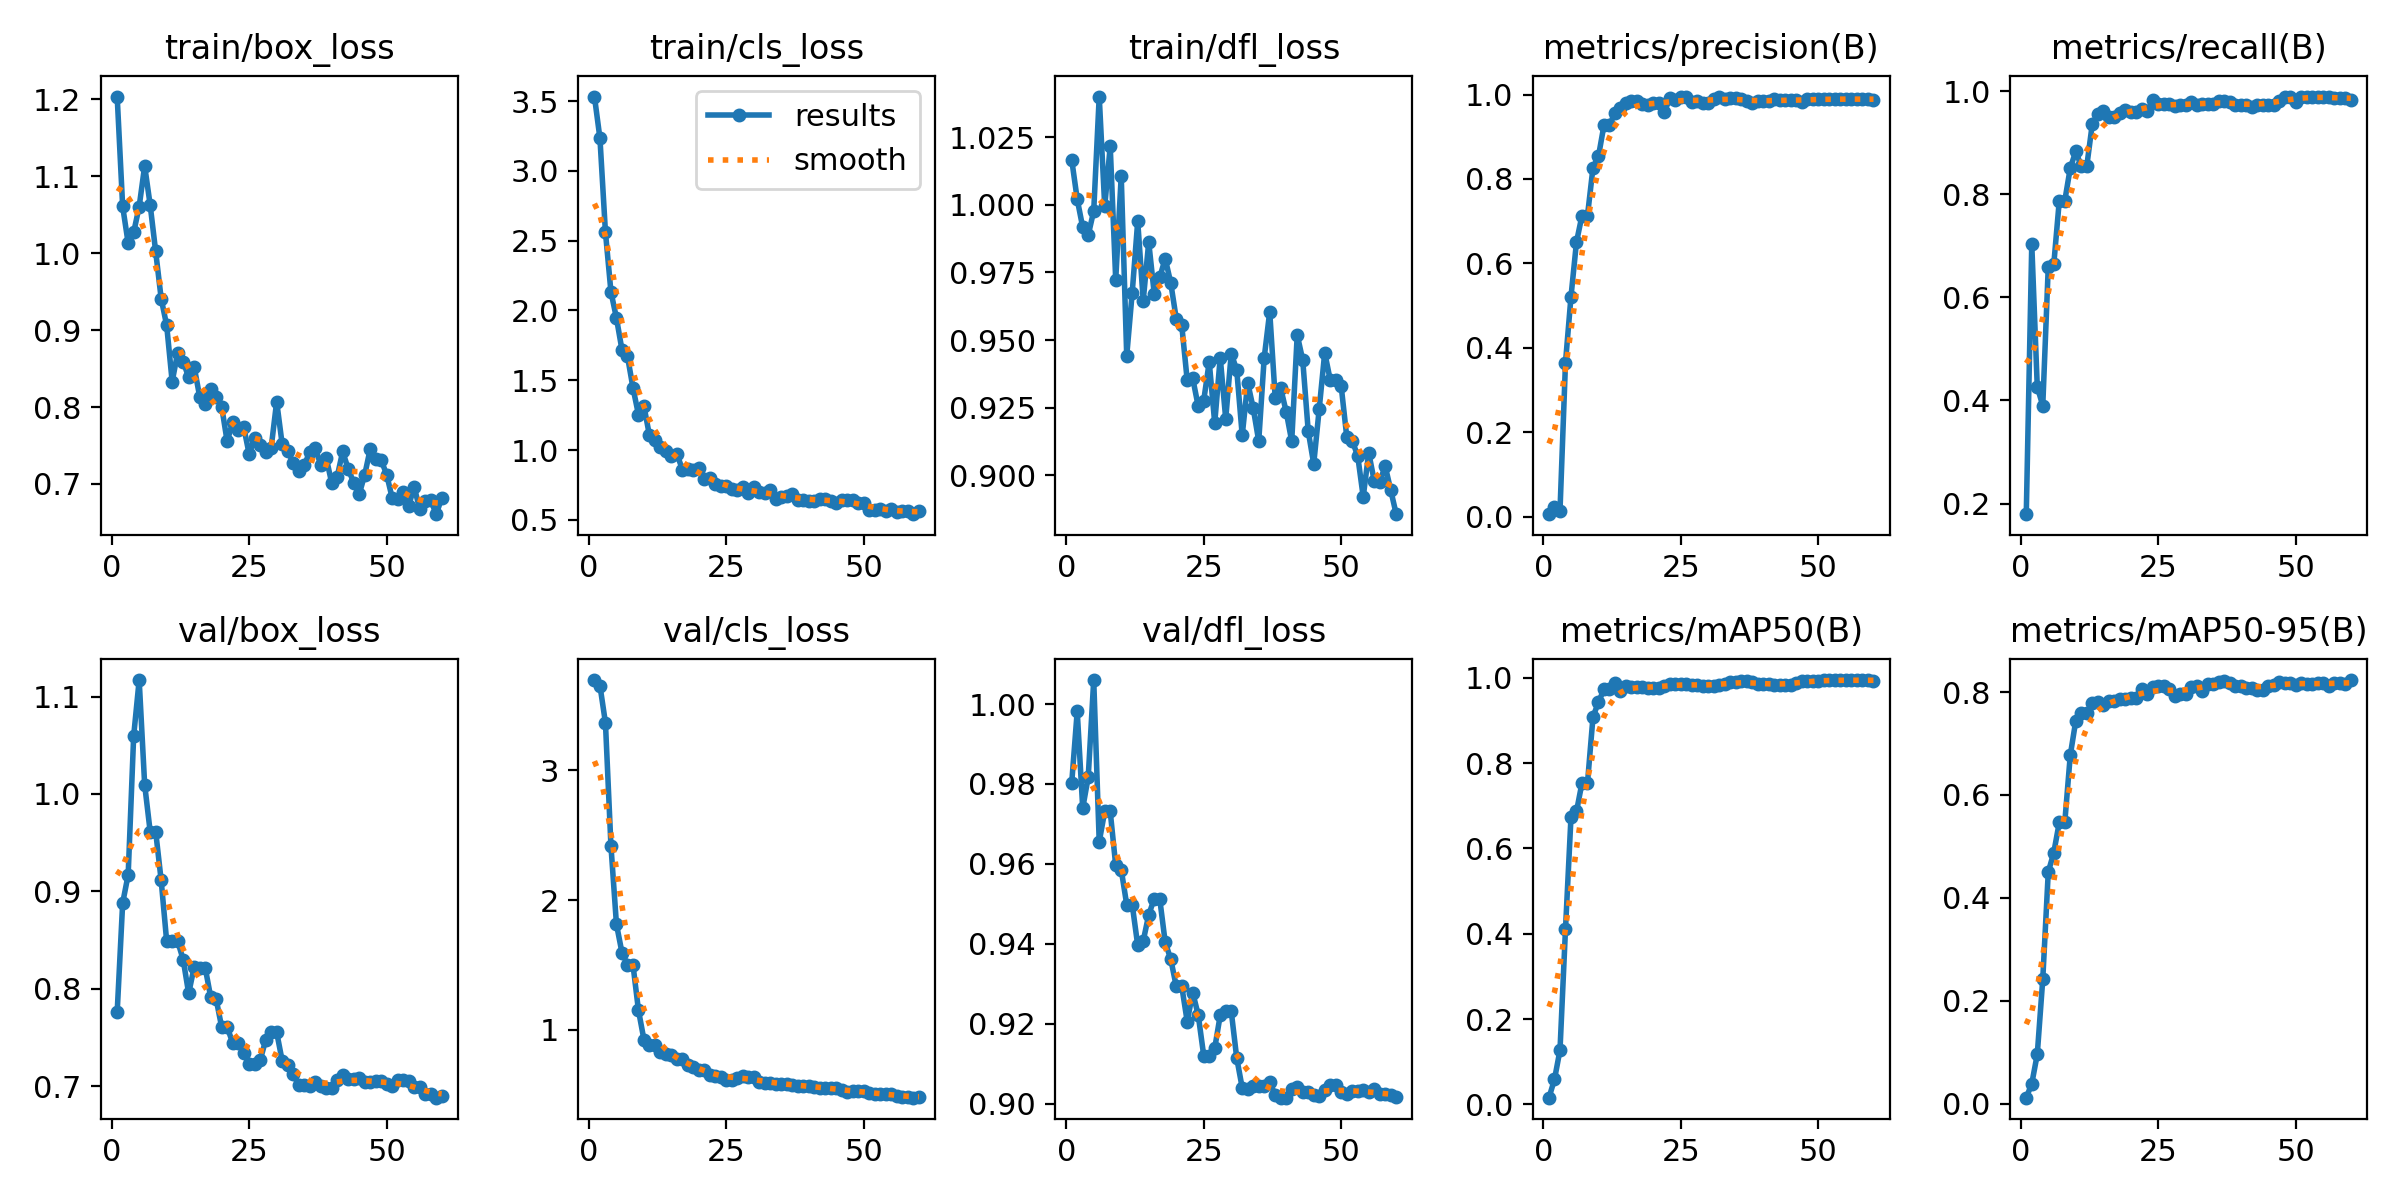 train/box_loss
1.2
1.1
1.0
0.9
0.8
0.7
0 25 50
train/cls_loss
results
smooth
3.5
3.0
2.5
2.0
1.5
1.0
0.5
0 25 50
train/dfl_loss
1.025
1.000
0.975
0.950
0.925
0.900
0 25 50
metrics/precision(B)
1.0
0.8
0.6
0.4
0.2
0.0
0 25 50
metrics/recall(B)
1.0
0.8
0.6
0.4
0.2
0 25 50
val/box_loss
1.1
1.0
0.9
0.8
0.7
0 25 50
val/cls_loss
3
2
1
0 25 50
val/dfl_loss
1.00
0.98
0.96
0.94
0.92
0.90
0 25 50
metrics/mAP50(B)
1.0
0.8
0.6
0.4
0.2
0.0
0 25 50
metrics/mAP50-95(B)
0.8
0.6
0.4
0.2
0.0
0 25 50